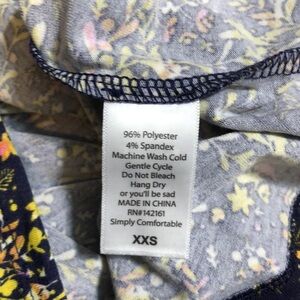 96% Polyester
4% Spandex
Machine Wash Cold
Gentle Cycle
Do Not Bleach
Hang Dry
or you'll be sad
MADE IN CHINA
RN#142161
Simply Comfortable
XXS